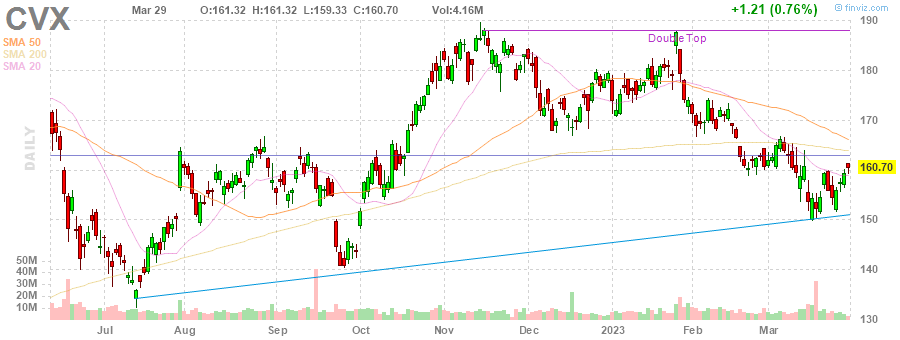 CVX
Mar 29 O:161.32 H:161.32 L:159.33 C:160.70 Vol:4.16M +1.21 (0.76%)
© finviz.com
SMA 50
SMA 200
SMA 20
DAILY
Double Top
190
180
170
160.70
150
140
130
50M
40M
30M
20M
10M
Jul Aug Sep Oct Nov Dec 2023 Feb Mar